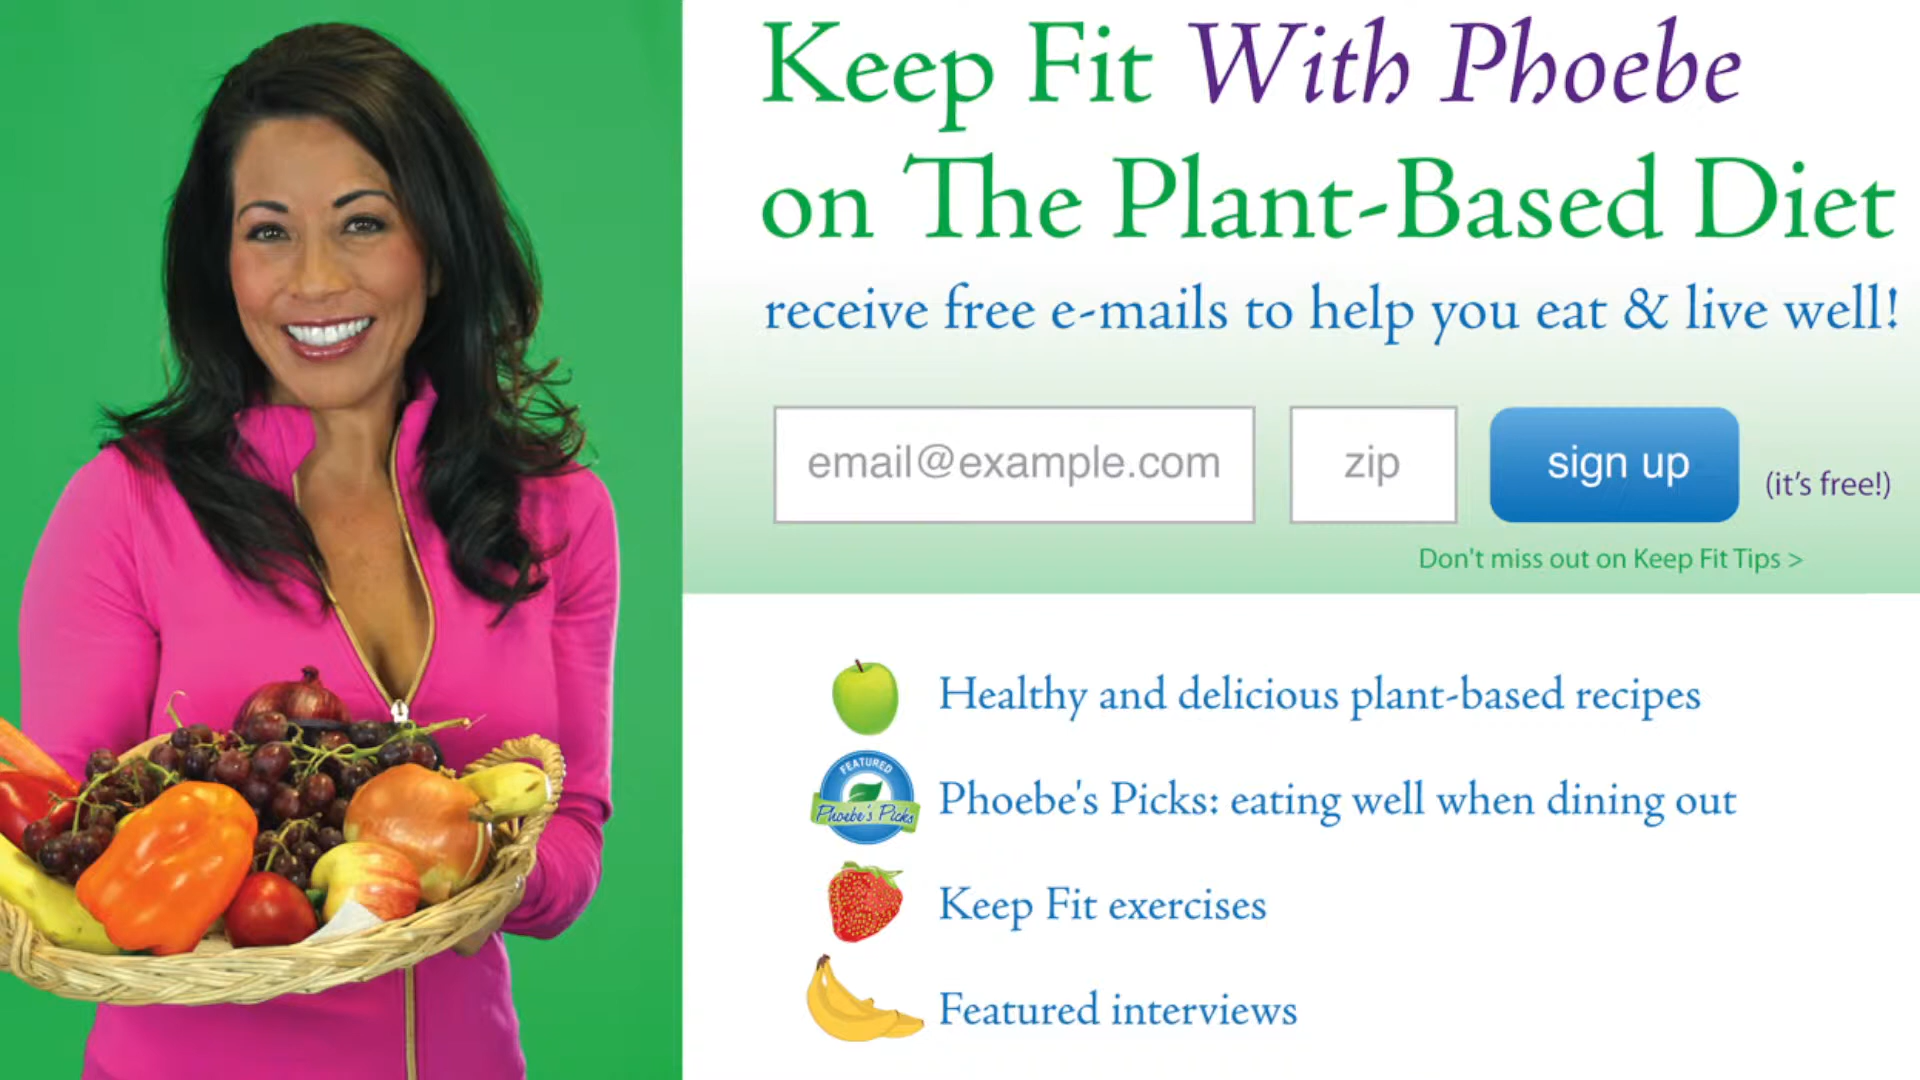 Keep Fit With Phoebe
on The Plant-Based Diet
receive free e-mails to help you eat & live well!
email@example.com
zip
sign up
(it's free!)
Don't miss out on Keep Fit Tips >
Healthy and delicious plant-based recipes
FEATURED
Phoebe's Picks
Phoebe's Picks: eating well when dining out
Keep Fit exercises
Featured interviews